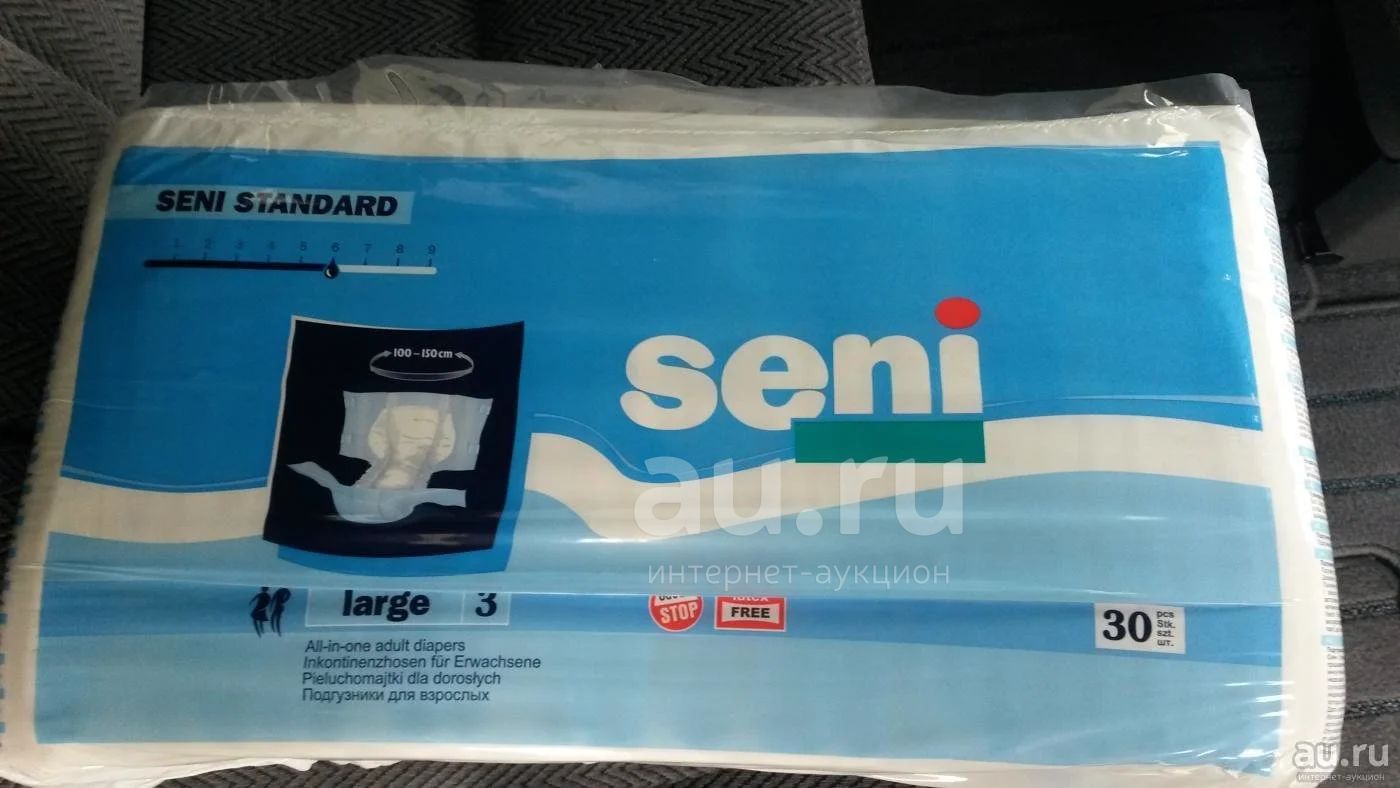 SENI STANDARD
1 2 3 4 5 6 7 8 9
100 – 150 cm
seni
au.ru
интернет-аукцион
large 3
STOP
latex
FREE
30
pcs
Stk.
szt.
шт.
All-in-one adult diapers
Inkontinenzhosen für Erwachsene
Pieluchomajtki dla dorosłych
Подгузники для взрослых
au.ru
интернет-аукцион